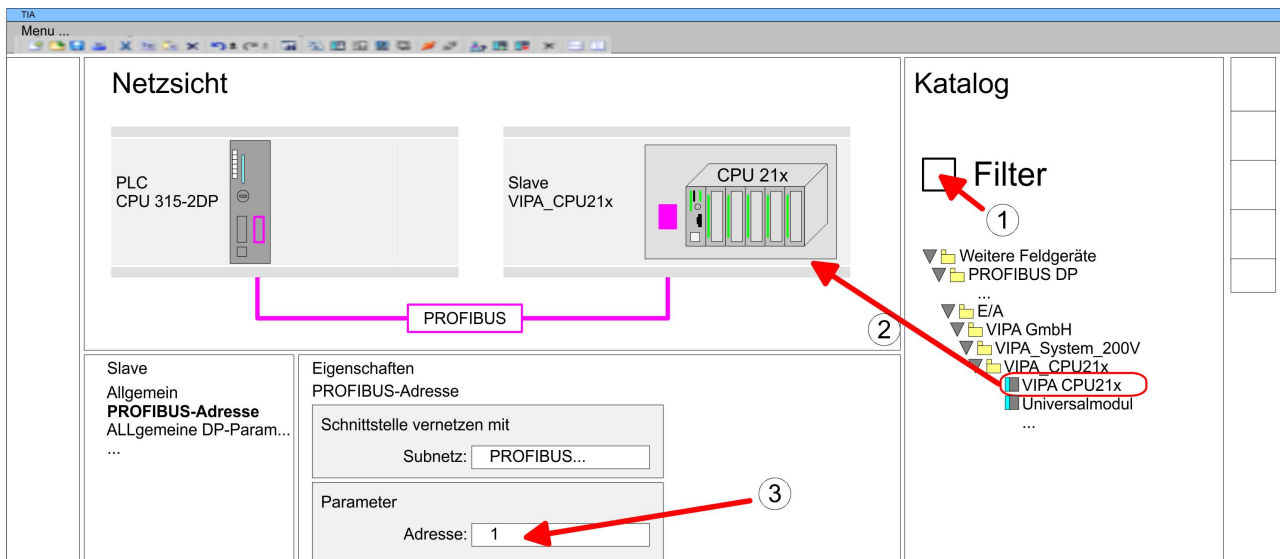 TIA
Menu ...
Netzsicht
PLC
CPU 315-2DP
Slave
VIPA_CPU21x
CPU 21x
PROFIBUS
Katalog
Filter
1
Weitere Feldgeräte
PROFIBUS DP
...
E/A
VIPA GmbH
VIPA_System_200V
VIPA_CPU21x
VIPA CPU21x
Universalmodul
...
2
Slave
Allgemein
PROFIBUS-Adresse
ALLgemeine DP-Param...
...
Eigenschaften
PROFIBUS-Adresse
Schnittstelle vernetzen mit
Subnetz: PROFIBUS...
Parameter
Adresse: 1
3